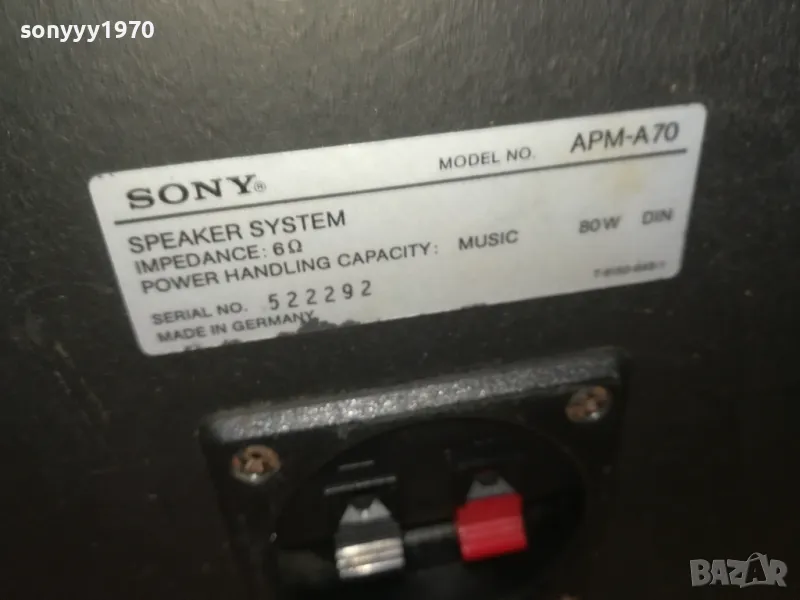 sonyyy1970
SONY®
MODEL NO. APM-A70
SPEAKER SYSTEM
IMPEDANCE: 6Ω
POWER HANDLING CAPACITY: MUSIC 80W DIN
SERIAL NO. 522292
MADE IN GERMANY
BAZAR